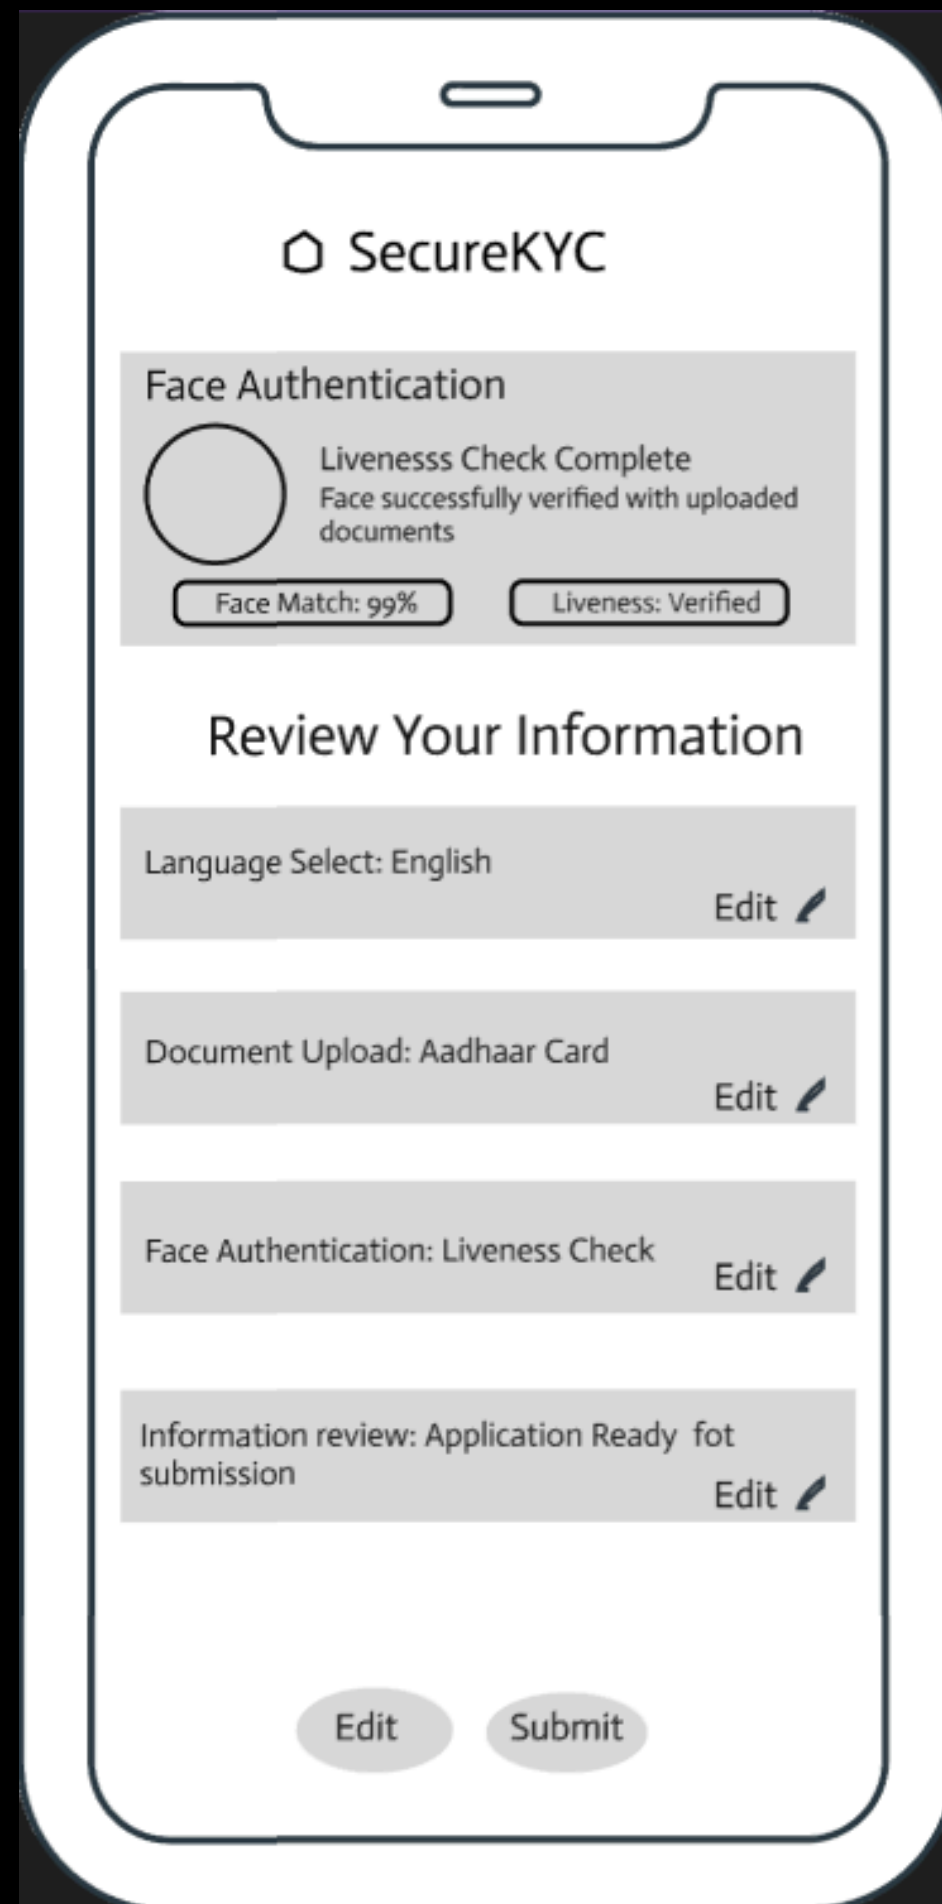 SecureKYC
Face Authentication
Livenesss Check Complete
Face successfully verified with uploaded
documents
Face Match: 99%
Liveness: Verified
Review Your Information
Language Select: English
Edit
Document Upload: Aadhaar Card
Edit
Face Authentication: Liveness Check
Edit
Information review: Application Ready fot
submission
Edit
Edit
Submit